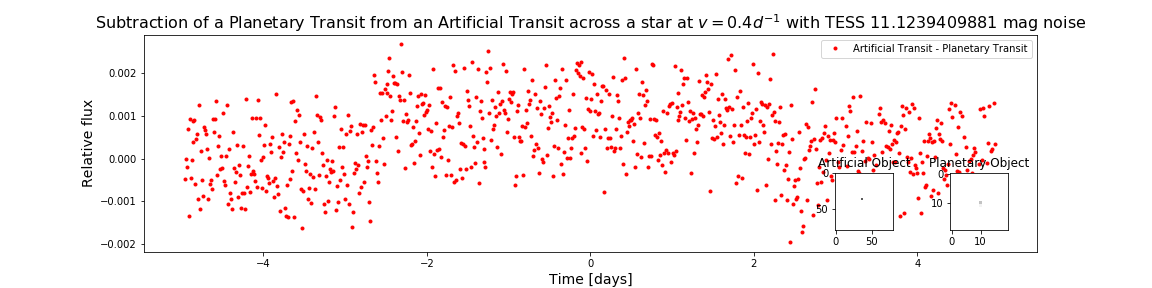 Subtraction of a Planetary Transit from an Artificial Transit across a star at v = 0.4d⁻¹ with TESS 11.1239409881 mag noise
Artificial Transit - Planetary Transit
Relative flux
0.002
0.001
0.000
−0.001
−0.002
Artificial Object
0
50
0 50
Planetary Object
0
10
0 10
−4 −2 0 2 4
Time [days]